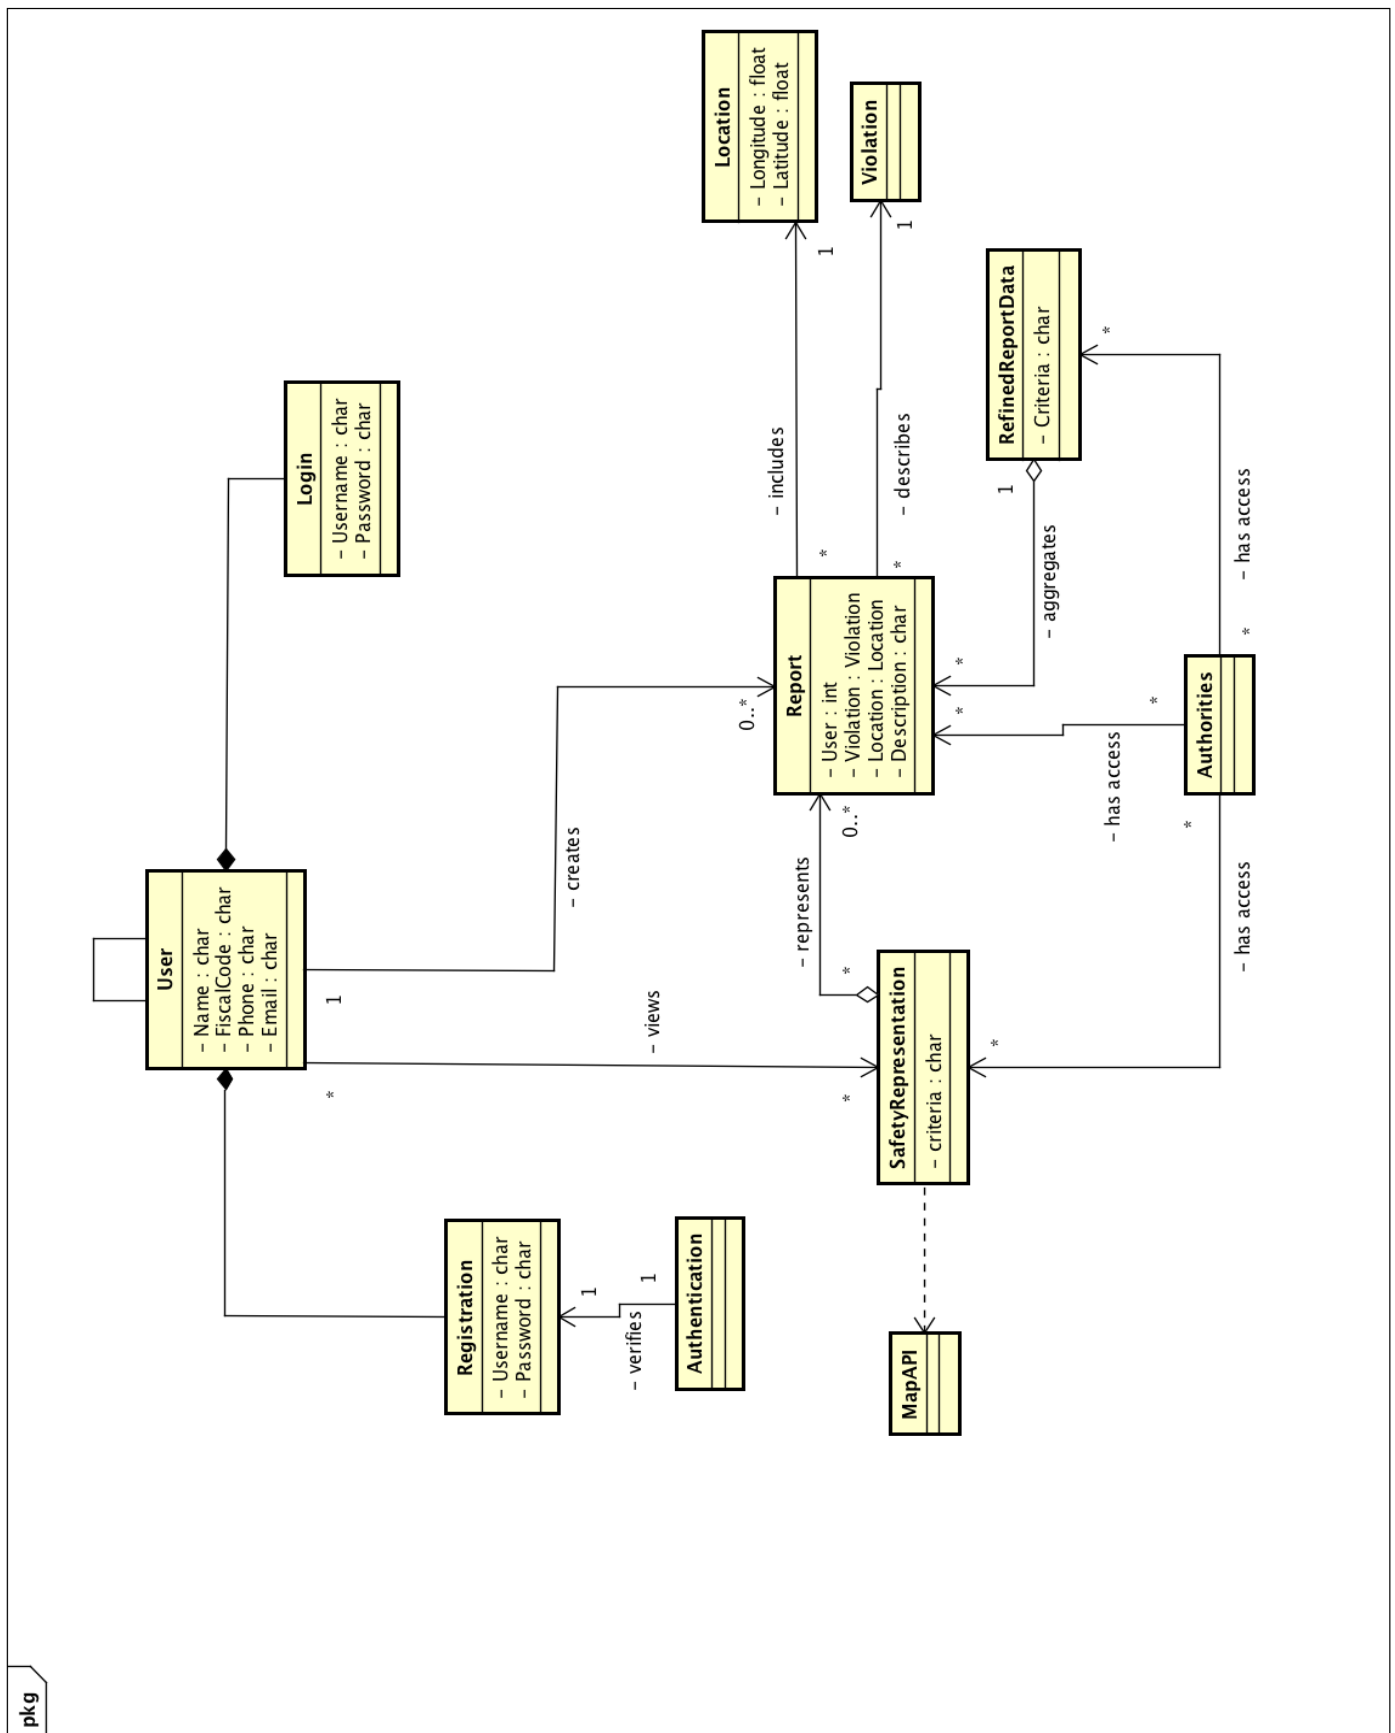 pkg
User
– Name : char
– FiscalCode : char
– Phone : char
– Email : char
Login
– Username : char
– Password : char
Registration
– Username : char
– Password : char
*
1
1
– verifies
1
– creates
– views
Authentication
Location
– Longitude : float
– Latitude : float
0..*
– includes
Report
– User : int
– Violation : Violation
– Location : Location
– Description : char
– represents
*
1
*
0..*
*
Violation
1
– describes
*
SafetyRepresentation
– criteria : char
MapAPI
RefinedReportData
– Criteria : char
1
– aggregates
*
*
*
*
– has access
*
*
Authorities
*
*
– has access
– has access